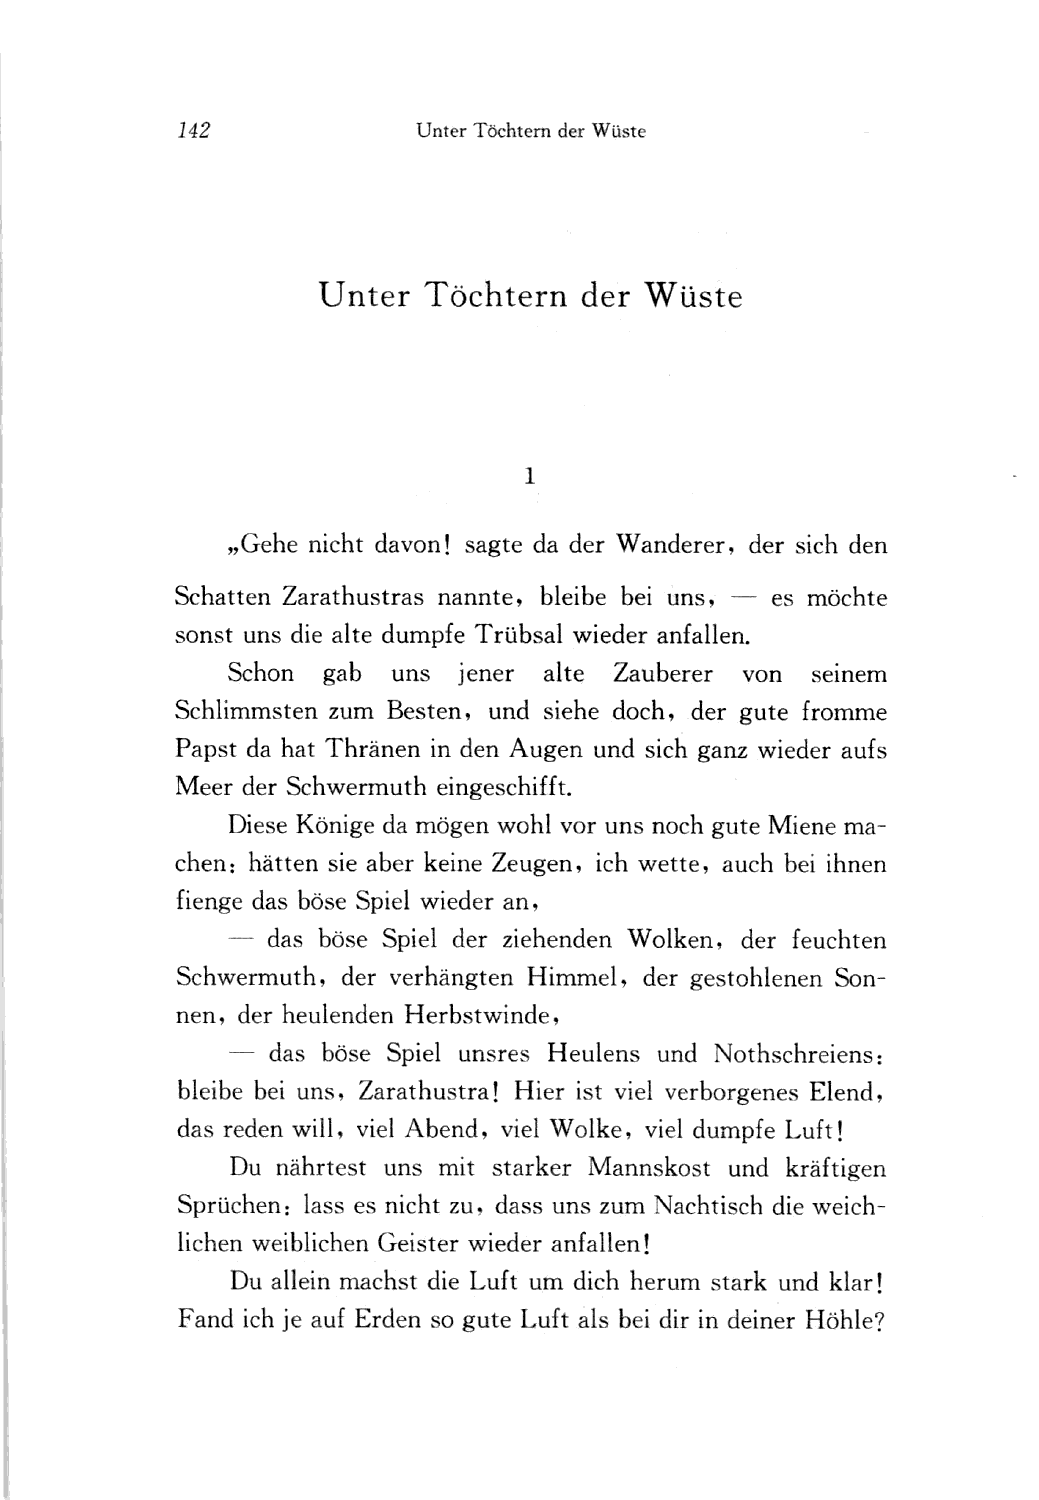 142 Unter Töchtern der Wüste
Unter Töchtern der Wüste
1
„Gehe nicht davon! sagte da der Wanderer, der sich den
Schatten Zarathustras nannte, bleibe bei uns, — es möchte
sonst uns die alte dumpfe Trübsal wieder anfallen.
Schon gab uns jener alte Zauberer von seinem
Schlimmsten zum Besten, und siehe doch, der gute fromme
Papst da hat Thränen in den Augen und sich ganz wieder aufs
Meer der Schwermuth eingeschifft.
Diese Könige da mögen wohl vor uns noch gute Miene ma-
chen: hätten sie aber keine Zeugen, ich wette, auch bei ihnen
fienge das böse Spiel wieder an,
— das böse Spiel der ziehenden Wolken, der feuchten
Schwermuth, der verhängten Himmel, der gestohlenen Son-
nen, der heulenden Herbstwinde,
— das böse Spiel unsres Heulens und Nothschreiens:
bleibe bei uns, Zarathustra! Hier ist viel verborgenes Elend,
das reden will, viel Abend, viel Wolke, viel dumpfe Luft!
Du nährtest uns mit starker Mannskost und kräftigen
Sprüchen: lass es nicht zu, dass uns zum Nachtisch die weich-
lichen weiblichen Geister wieder anfallen!
Du allein machst die Luft um dich herum stark und klar!
Fand ich je auf Erden so gute Luft als bei dir in deiner Höhle?